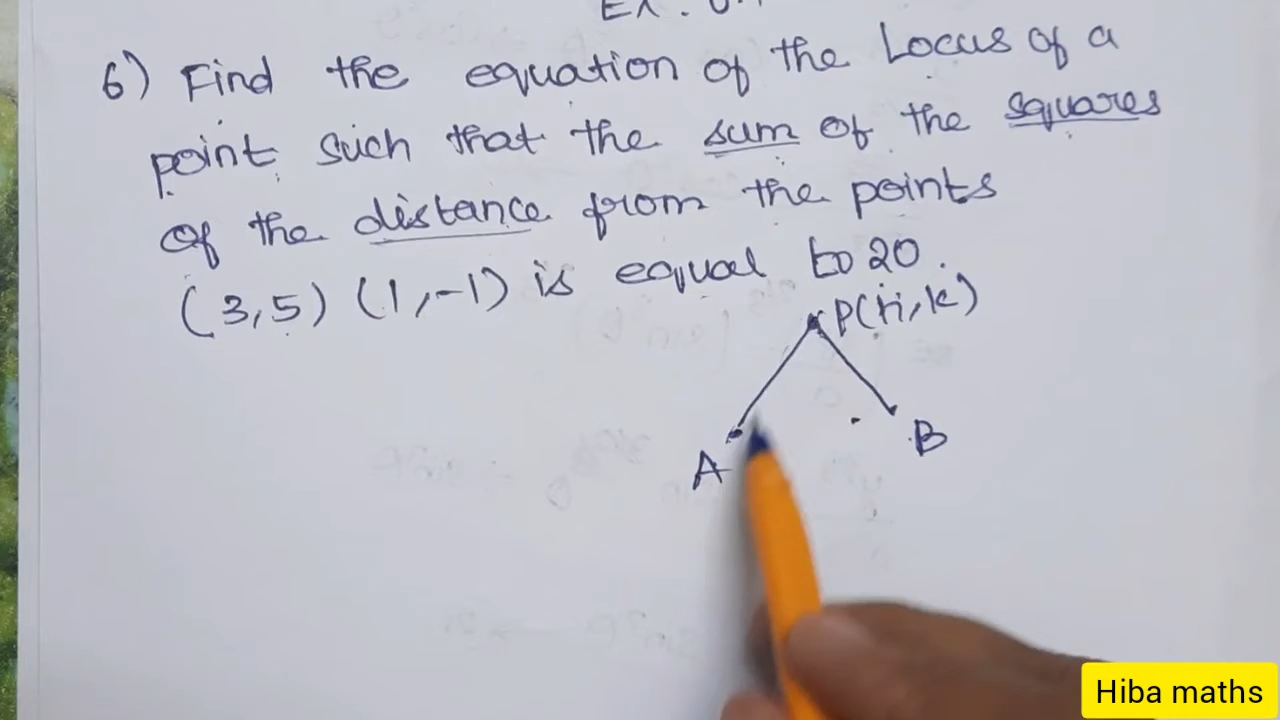 6) Find the equation of the Locus of a
point such that the sum of the squares
of the distance from the points
(3,5) (1,-1) is equal to 20.
P(h,k)
A
B
Hiba maths